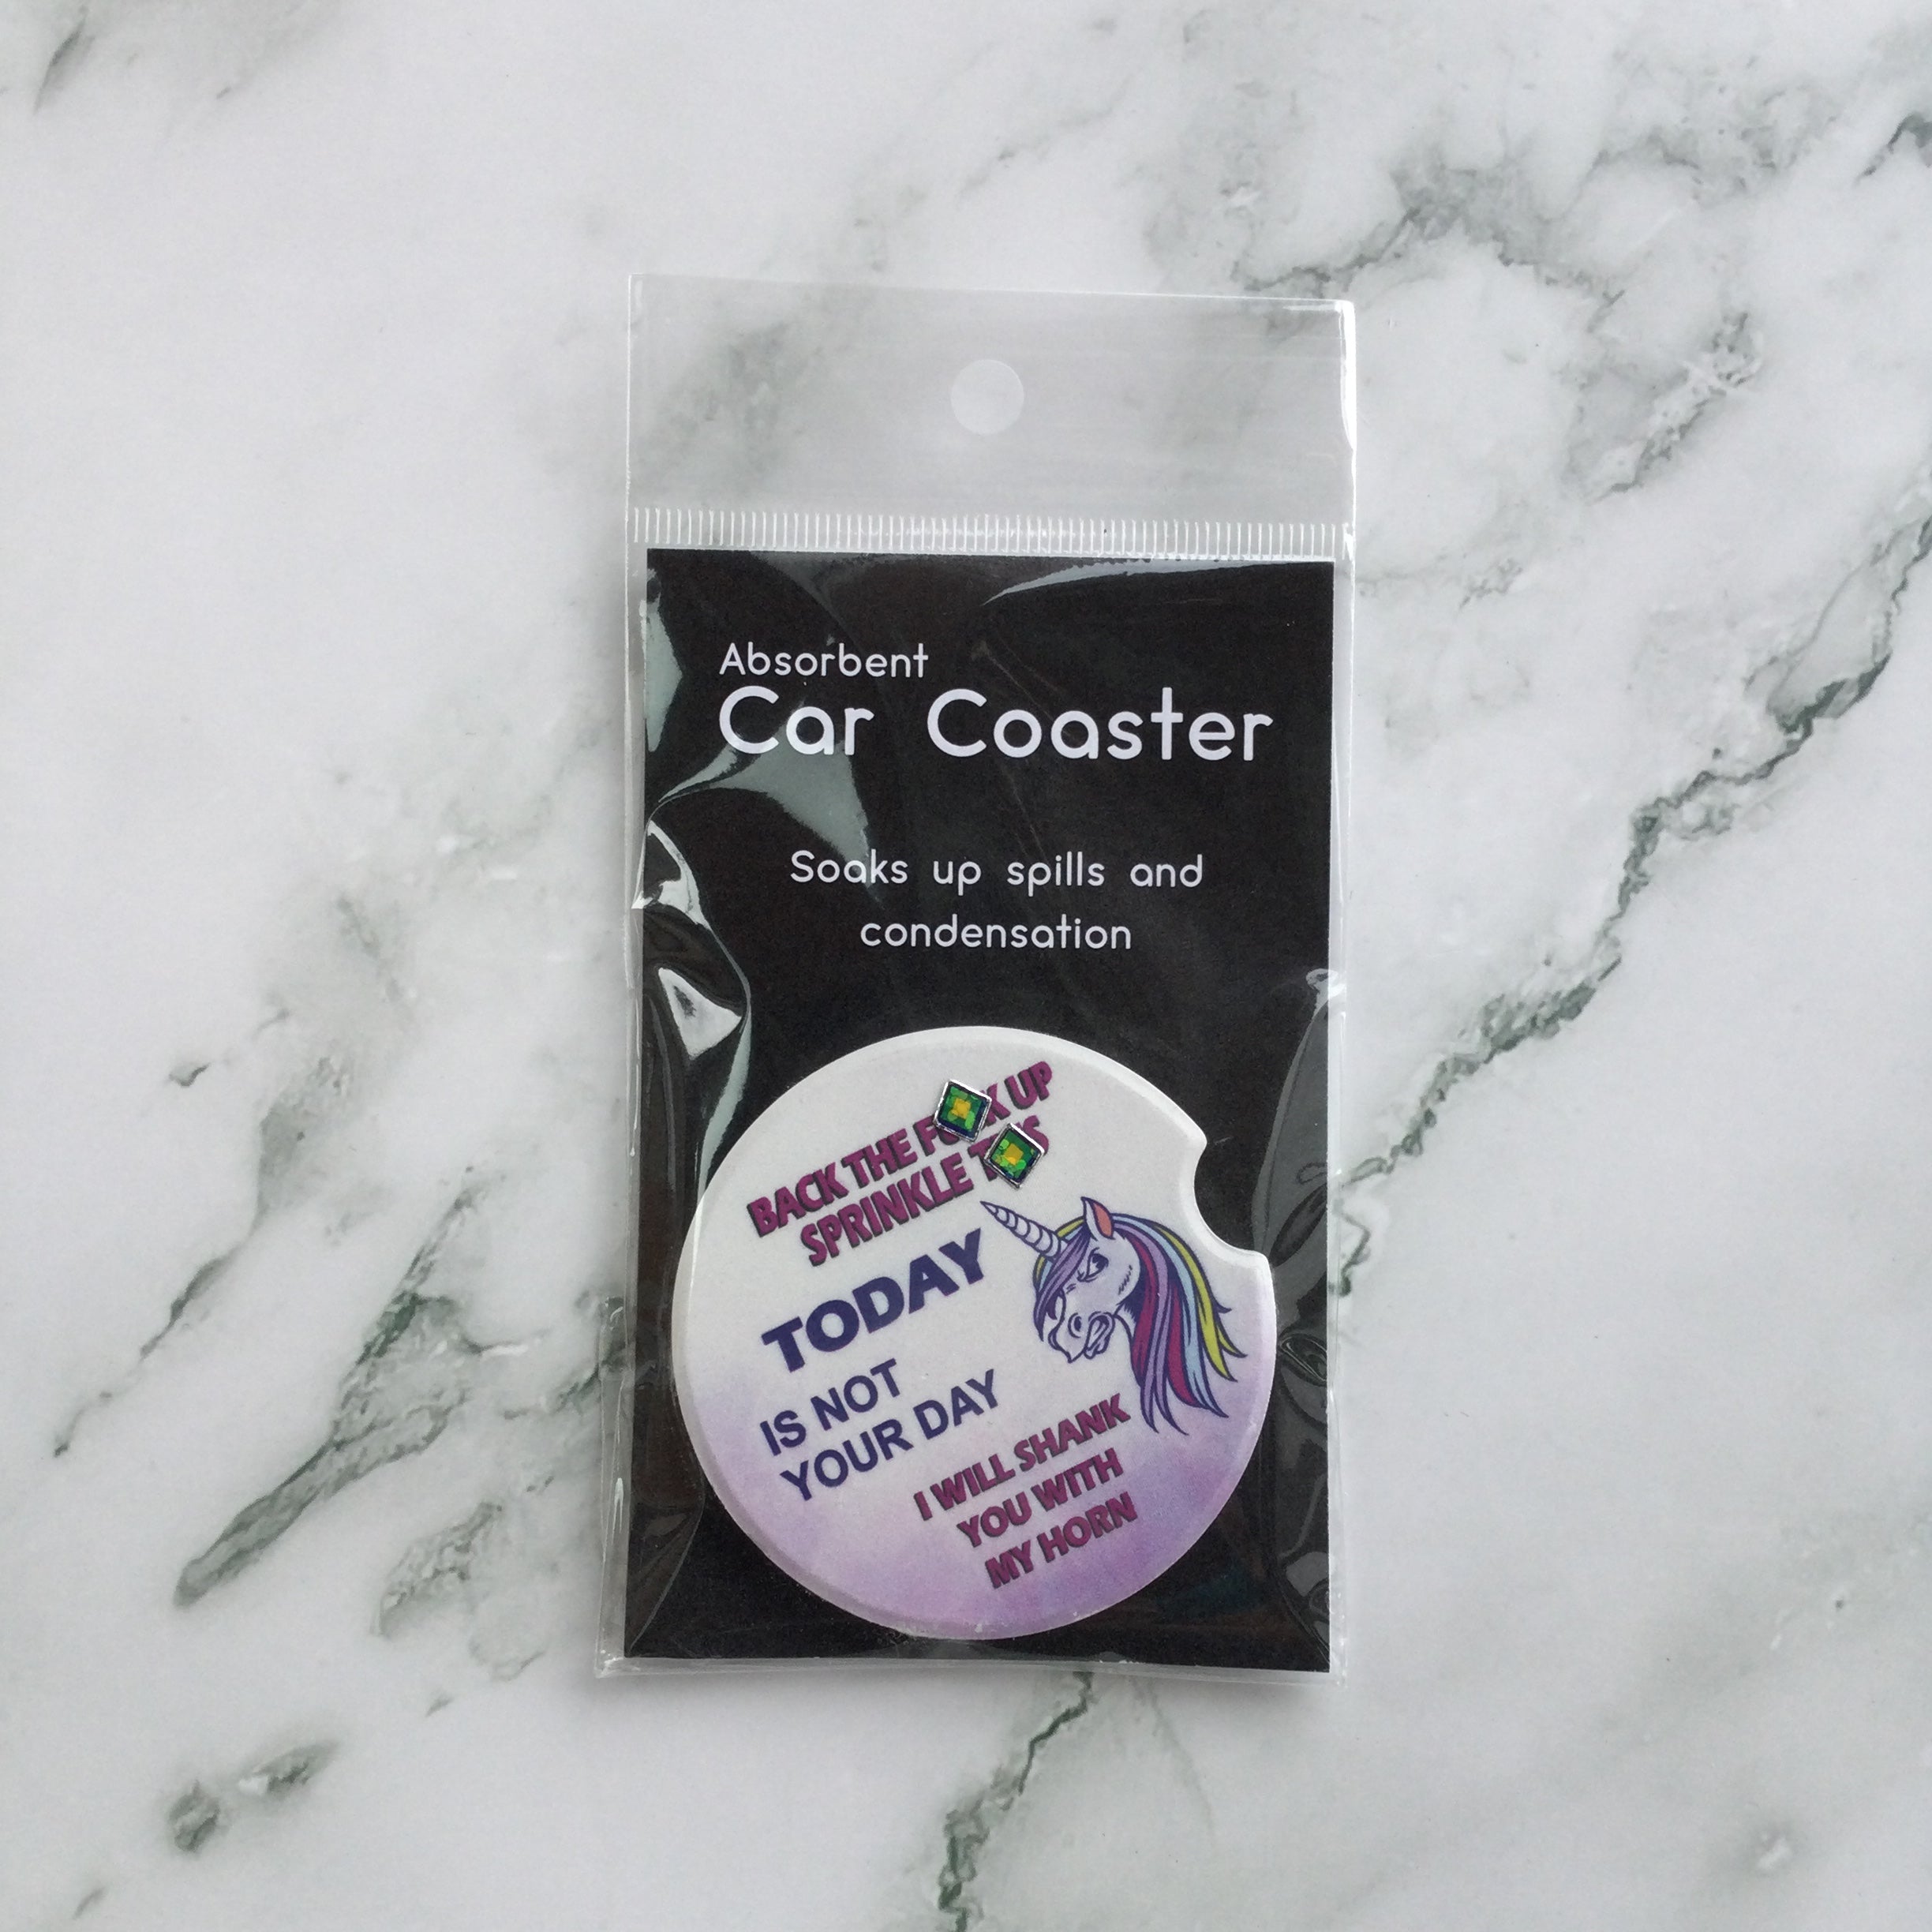 Absorbent
Car Coaster
Soaks up spills and
condensation
BACK THE UP
SPRINKLE
TODAY
IS NOT
YOUR DAY
I WILL SHANK
YOU WITH
MY HORN